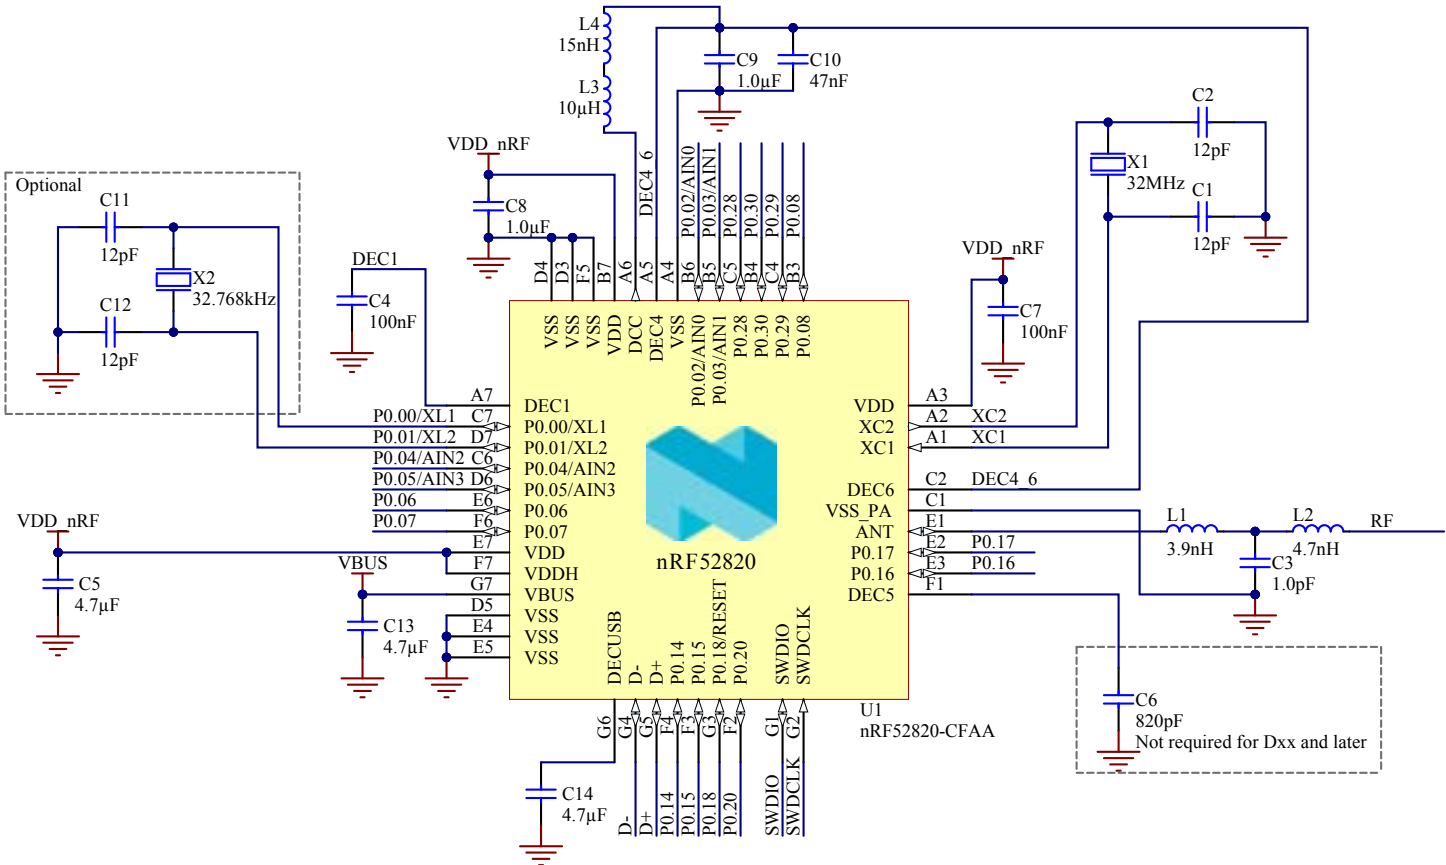 L4
15nH
L3
10µH
C9
1.0µF
C10
47nF
C2
12pF
X1
32MHz
C1
12pF
VDD_nRF
C8
1.0µF
DEC4_6
P0.02/AIN0
P0.03/AIN1
P0.28
P0.30
P0.29
P0.08
Optional
C11
12pF
X2
32.768kHz
C12
12pF
DEC1
C4
100nF
VDD_nRF
C7
100nF
D4
D3
F5
B7
A6
A5
A4
B6
B5
C5
B4
C4
B3
VSS
VSS
VSS
VDD
DCC
DEC4
VSS
P0.02/AIN0
P0.03/AIN1
P0.28
P0.30
P0.29
P0.08
A7 DEC1
P0.00/XL1 C7 P0.00/XL1
P0.01/XL2 D7 P0.01/XL2
P0.04/AIN2 C6 P0.04/AIN2
P0.05/AIN3 D6 P0.05/AIN3
P0.06 E6 P0.06
P0.07 F6 P0.07
E7 VDD
F7 VDDH
G7 VBUS
D5 VSS
E4 VSS
E5 VSS
VDD_nRF
C5
4.7µF
VBUS
C13
4.7µF
nRF52820
VDD A3
XC2 A2 XC2
XC1 A1 XC1
DEC6 C2 DEC4_6
VSS_PA C1
ANT E1
P0.17 E2 P0.17
P0.16 E3 P0.16
DEC5 F1
L1
3.9nH
L2
4.7nH
RF
C3
1.0pF
DECUSB
D-
D+
P0.14
P0.15
P0.18/RESET
P0.20
SWDIO
SWDCLK
G6
G4
G5
F4
F3
G3
F2
G1
G2
U1
nRF52820-CFAA
C6
820pF
Not required for Dxx and later
C14
4.7µF
D-
D+
P0.14
P0.15
P0.18
P0.20
SWDIO
SWDCLK